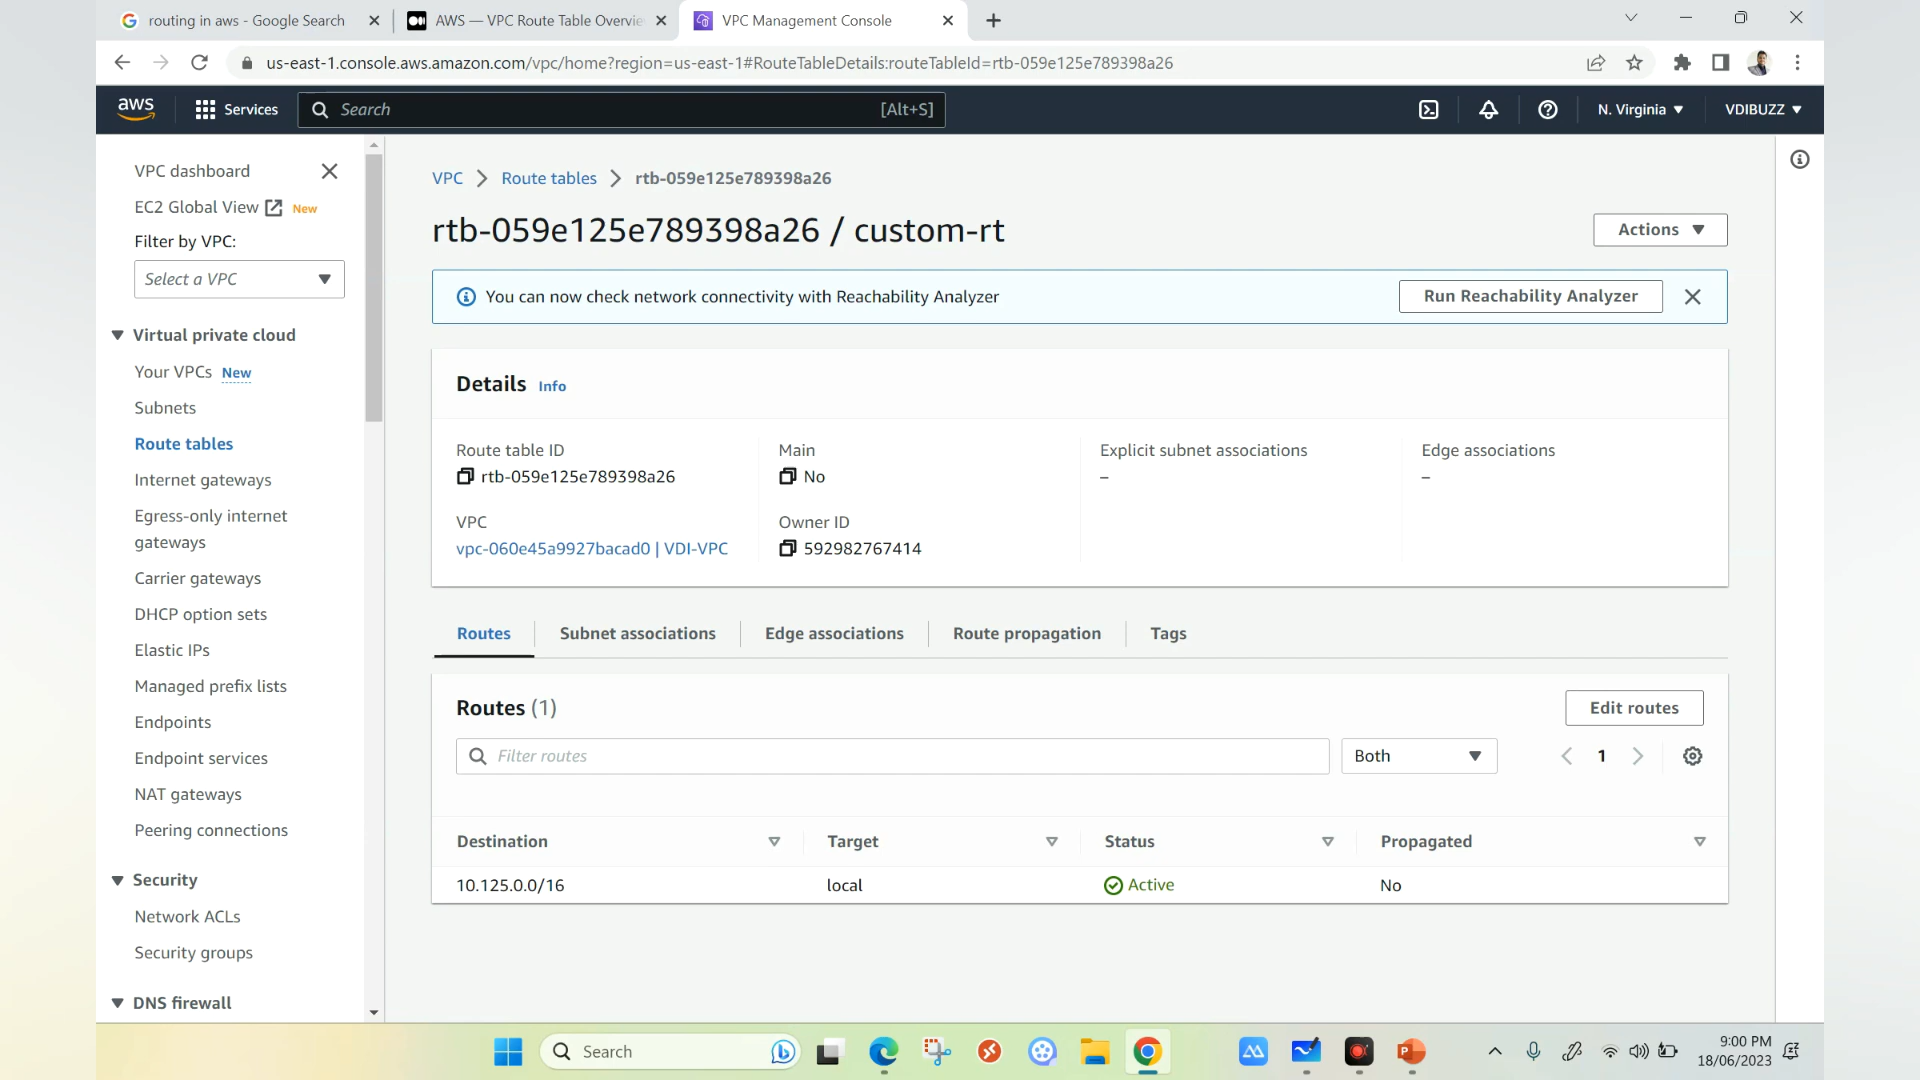 routing in aws - Google Search
AWS — VPC Route Table Overvie
VPC Management Console
us-east-1.console.aws.amazon.com/vpc/home?region=us-east-1#RouteTableDetails:routeTableId=rtb-059e125e789398a26
aws
Services
Search
[Alt+S]
N. Virginia
VDIBUZZ
VPC dashboard
EC2 Global View New
Filter by VPC:
Select a VPC
Virtual private cloud
Your VPCs New
Subnets
Route tables
Internet gateways
Egress-only internet
gateways
Carrier gateways
DHCP option sets
Elastic IPs
Managed prefix lists
Endpoints
Endpoint services
NAT gateways
Peering connections
Security
Network ACLs
Security groups
DNS firewall
VPC > Route tables > rtb-059e125e789398a26
rtb-059e125e789398a26 / custom-rt
Actions
You can now check network connectivity with Reachability Analyzer
Run Reachability Analyzer
Details Info
Route table ID
rtb-059e125e789398a26
Main
No
Explicit subnet associations
–
Edge associations
–
VPC
vpc-060e45a9927bacad0 | VDI-VPC
Owner ID
592982767414
Routes
Subnet associations
Edge associations
Route propagation
Tags
Routes (1)
Edit routes
Filter routes
Both
1
Destination Target Status Propagated
10.125.0.0/16 local Active No
Search
9:00 PM
18/06/2023